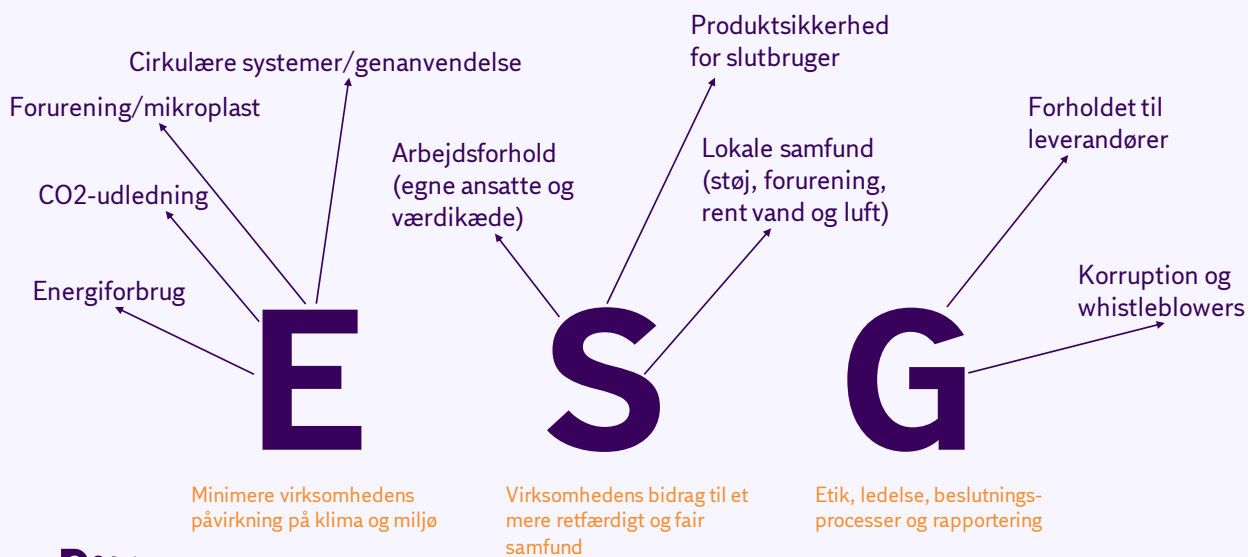 Produktsikkerhed
for slutbruger
Cirkulære systemer/genanvendelse
Forurening/mikroplast
Forholdet til
leverandører
Arbejdsforhold
(egne ansatte og
værdikæde)
Lokale samfund
(støj, forurening,
rent vand og luft)
CO2-udledning
Energiforbrug
Korruption og
whistleblowers
E S G
Minimere virksomhedens
påvirkning på klima og miljø
Virksomhedens bidrag til et
mere retfærdigt og fair
samfund
Etik, ledelse, beslutnings-
processer og rapportering